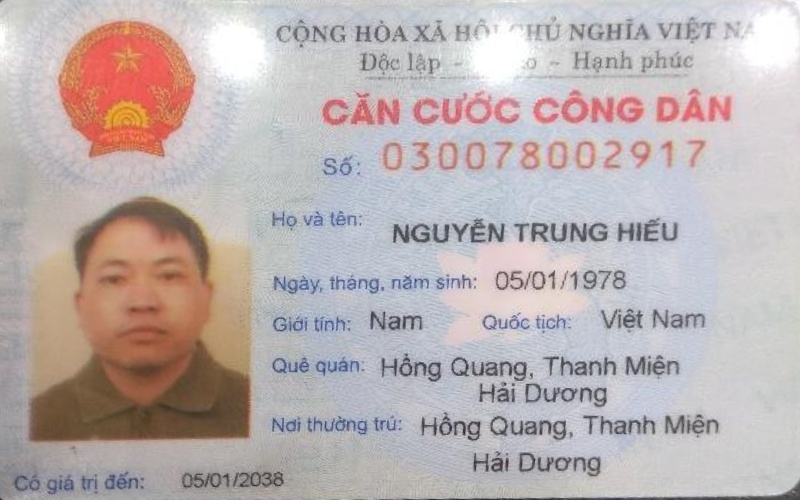 CỘNG HÒA XÃ HỘI CHỦ NGHĨA VIỆT
Độc lập - - Hạnh phúc
CĂN CƯỚC CÔNG DÂN
Số: 030078002917
Họ và tên: NGUYỄN TRUNG HIẾU
Ngày, tháng, năm sinh: 05/01/1978
Giới tính: Nam Quốc tịch: Việt Nam
Quê quán: Hồng Quang, Thanh Miện
Hải Dương
Nơi thường trú: Hồng Quang, Thanh Miện
Hải Dương
Có giá trị đến: 05/01/2038